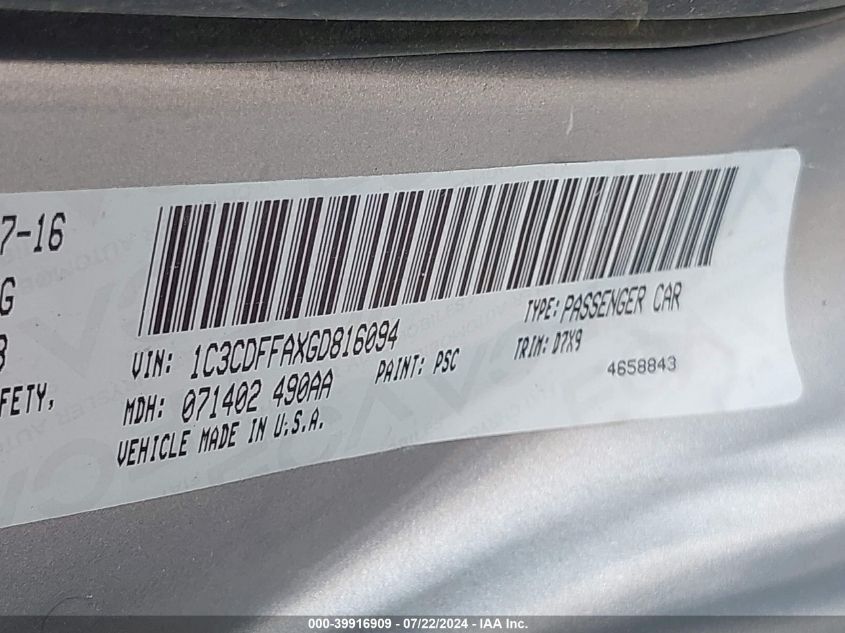 7-16
G
8
FETY,
VIN: 1C3CDFFAXGD816094
TYPE: PASSENGER CAR
MDH: 071402 490AA
PAINT: PSC
TRIM: D7X9
VEHICLE MADE IN U.S.A.
4658843
000-39916909 - 07/22/2024 - IAA Inc.